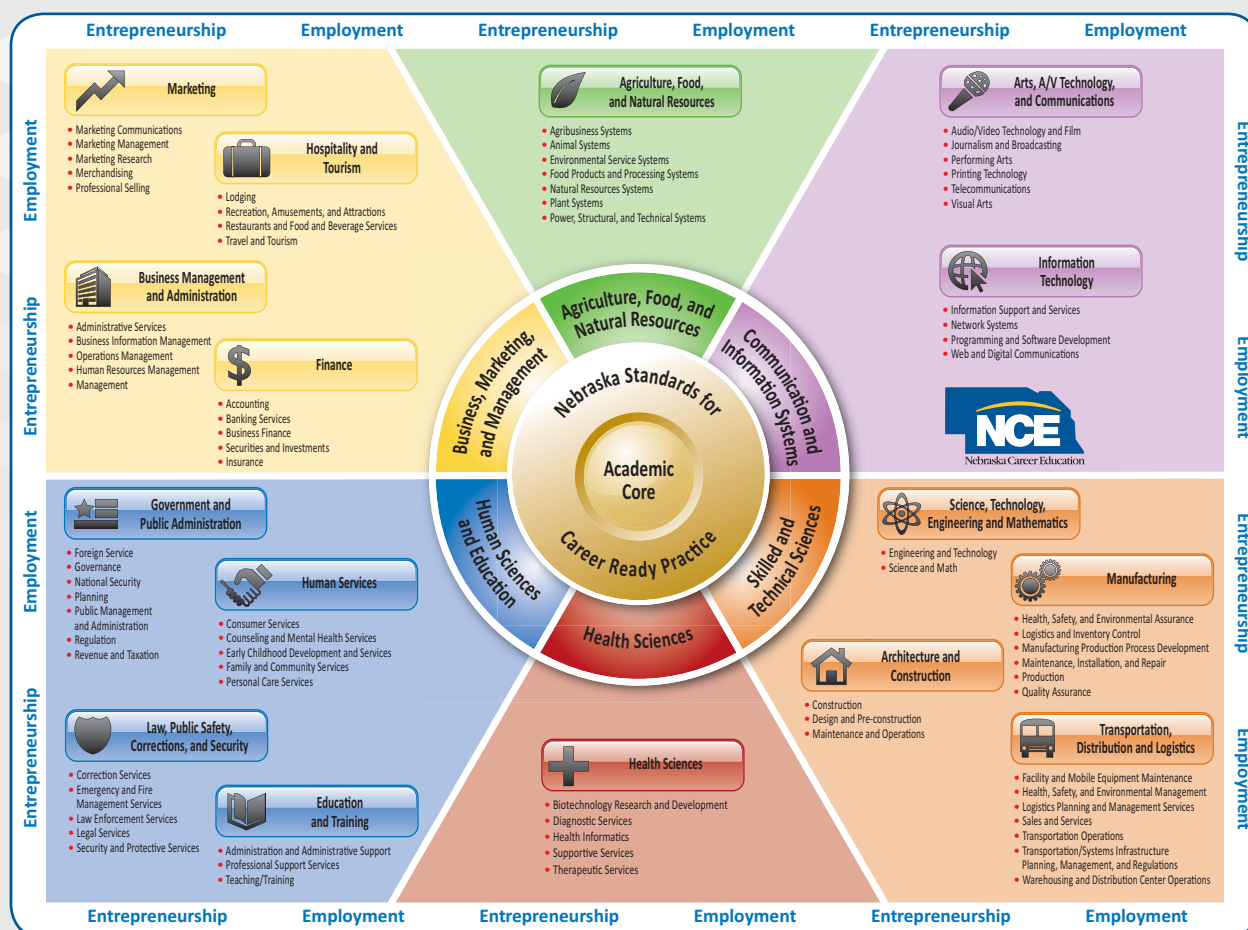 Entrepreneurship Employment Entrepreneurship Employment Entrepreneurship Employment
Employment
Entrepreneurship
Employment
Entrepreneurship
Marketing
• Marketing Communications
• Marketing Management
• Marketing Research
• Merchandising
• Professional Selling
Hospitality and
Tourism
• Lodging
• Recreation, Amusements, and Attractions
• Restaurants and Food and Beverage Services
• Travel and Tourism
Business Management
and Administration
• Administrative Services
• Business Information Management
• Operations Management
• Human Resources Management
• Management
Finance
• Accounting
• Banking Services
• Business Finance
• Securities and Investments
• Insurance
Agriculture, Food,
and Natural Resources
• Agribusiness Systems
• Animal Systems
• Environmental Service Systems
• Food Products and Processing Systems
• Natural Resources Systems
• Plant Systems
• Power, Structural, and Technical Systems
Arts, A/V Technology,
and Communications
• Audio/Video Technology and Film
• Journalism and Broadcasting
• Performing Arts
• Printing Technology
• Telecommunications
• Visual Arts
Information
Technology
• Information Support and Services
• Network Systems
• Programming and Software Development
• Web and Digital Communications
NCE
Nebraska Career Education
Business, Marketing,
and Management
Agriculture, Food, and
Natural Resources
Communication and
Information Systems
Nebraska Standards for
Academic
Core
Career Ready Practice
Human Sciences
and Education
Health Sciences
Skilled and
Technical Sciences
Government and
Public Administration
• Foreign Service
• Governance
• National Security
• Planning
• Public Management
and Administration
• Regulation
• Revenue and Taxation
Human Services
• Consumer Services
• Counseling and Mental Health Services
• Early Childhood Development and Services
• Family and Community Services
• Personal Care Services
Law, Public Safety,
Corrections, and Security
• Correction Services
• Emergency and Fire
Management Services
• Law Enforcement Services
• Legal Services
• Security and Protective Services
Education
and Training
• Administration and Administrative Support
• Professional Support Services
• Teaching/Training
Health Sciences
• Biotechnology Research and Development
• Diagnostic Services
• Health Informatics
• Supportive Services
• Therapeutic Services
Science, Technology,
Engineering and Mathematics
• Engineering and Technology
• Science and Math
Manufacturing
• Health, Safety, and Environmental Assurance
• Logistics and Inventory Control
• Manufacturing Production Process Development
• Maintenance, Installation, and Repair
• Production
• Quality Assurance
Architecture and
Construction
• Construction
• Design and Pre-construction
• Maintenance and Operations
Transportation,
Distribution and Logistics
• Facility and Mobile Equipment Maintenance
• Health, Safety, and Environmental Management
• Logistics Planning and Management Services
• Sales and Services
• Transportation Operations
• Transportation/Systems Infrastructure
Planning, Management, and Regulations
• Warehousing and Distribution Center Operations
Entrepreneurship
Employment
Entrepreneurship
Employment
Entrepreneurship Employment Entrepreneurship Employment Entrepreneurship Employment